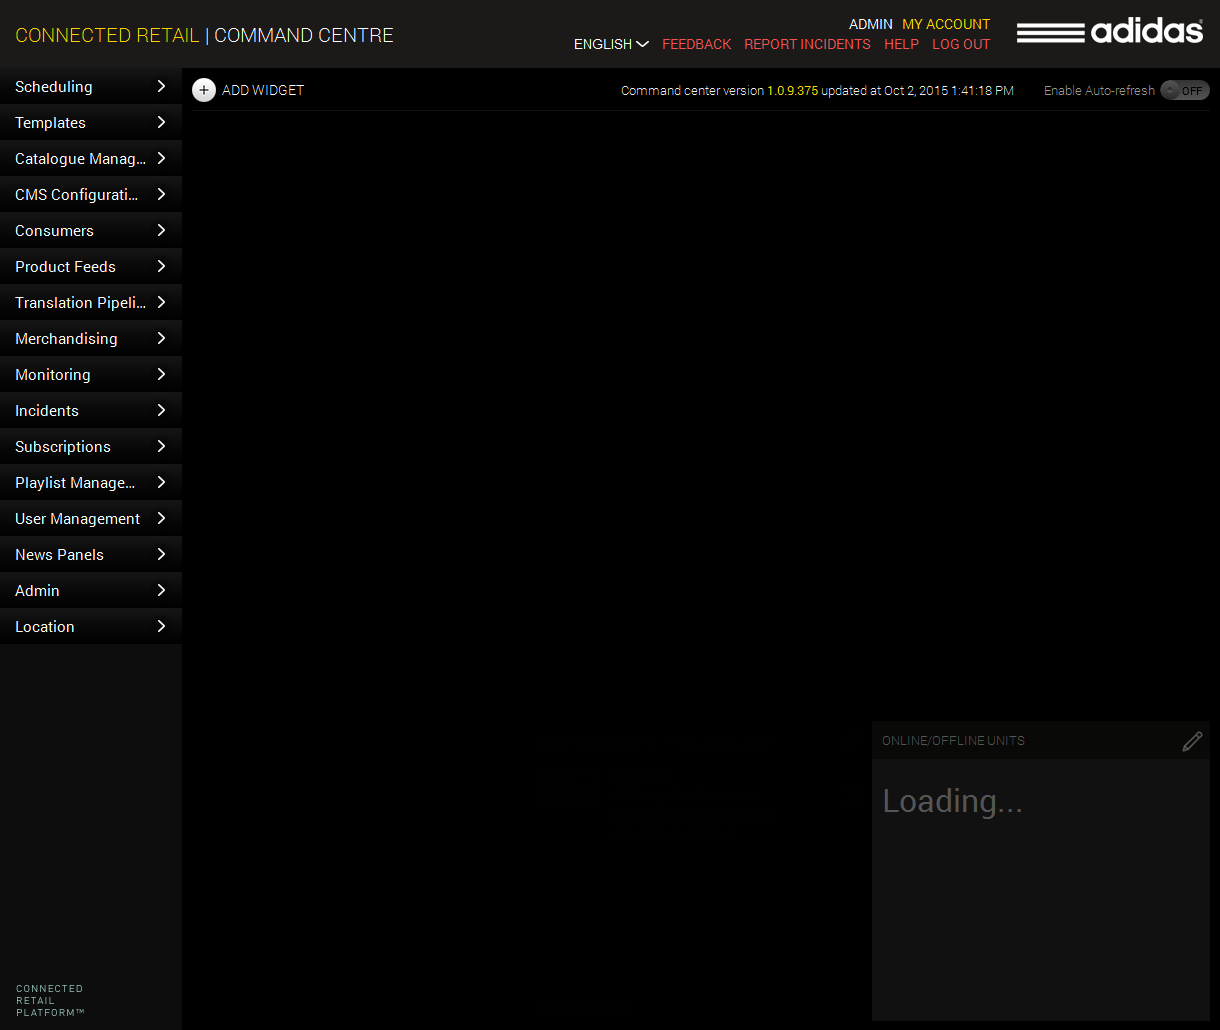 CONNECTED RETAIL | COMMAND CENTRE
ADMIN MY ACCOUNT
ENGLISH FEEDBACK REPORT INCIDENTS HELP LOG OUT
adidas
ADD WIDGET
Command center version 1.0.9.375 updated at Oct 2, 2015 1:41:18 PM
Enable Auto-refresh OFF
Scheduling
Templates
Catalogue Manag...
CMS Configurati...
Consumers
Product Feeds
Translation Pipeli...
Merchandising
Monitoring
Incidents
Subscriptions
Playlist Manage...
User Management
News Panels
Admin
Location
ONLINE/OFFLINE UNITS
Loading...
CONNECTED
RETAIL
PLATFORM™